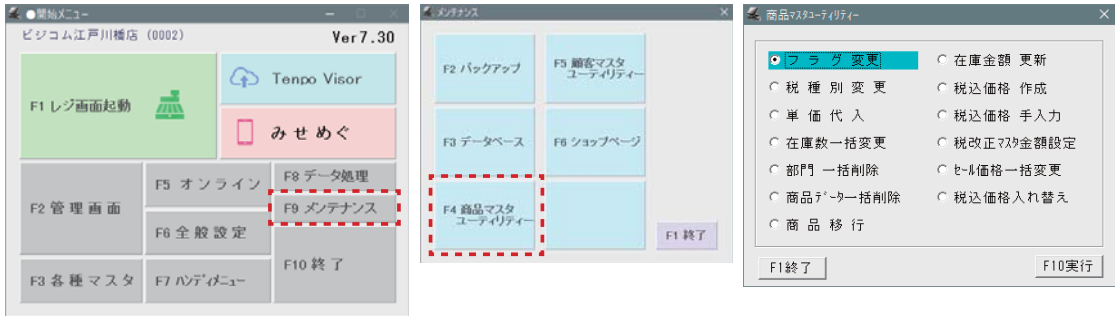 ●開始メニュー
ビジコム江戸川橋店 (0002)
Ver7.30
F1 レジ画面起動
Tenpo Visor
みせめぐ
F2 管理画面
F5 オンライン
F8 データ処理
F9 メンテナンス
F6 全般設定
F10 終了
F3 各種マスタ
F7 ハンディメニュー
メンテナンス
F2 バックアップ
F5 顧客マスタ
ユーティリティー
F3 データベース
F6 ショップページ
F4 商品マスタ
ユーティリティー
F1 終了
商品マスタユーティリティー
フラグ変更
税種別変更
単価代入
在庫数一括変更
部門 一括削除
商品データ一括削除
商品移行
在庫金額 更新
税込価格 作成
税込価格 手入力
税改正マスタ金額設定
セール価格一括変更
税込価格入れ替え
F1終了
F10実行